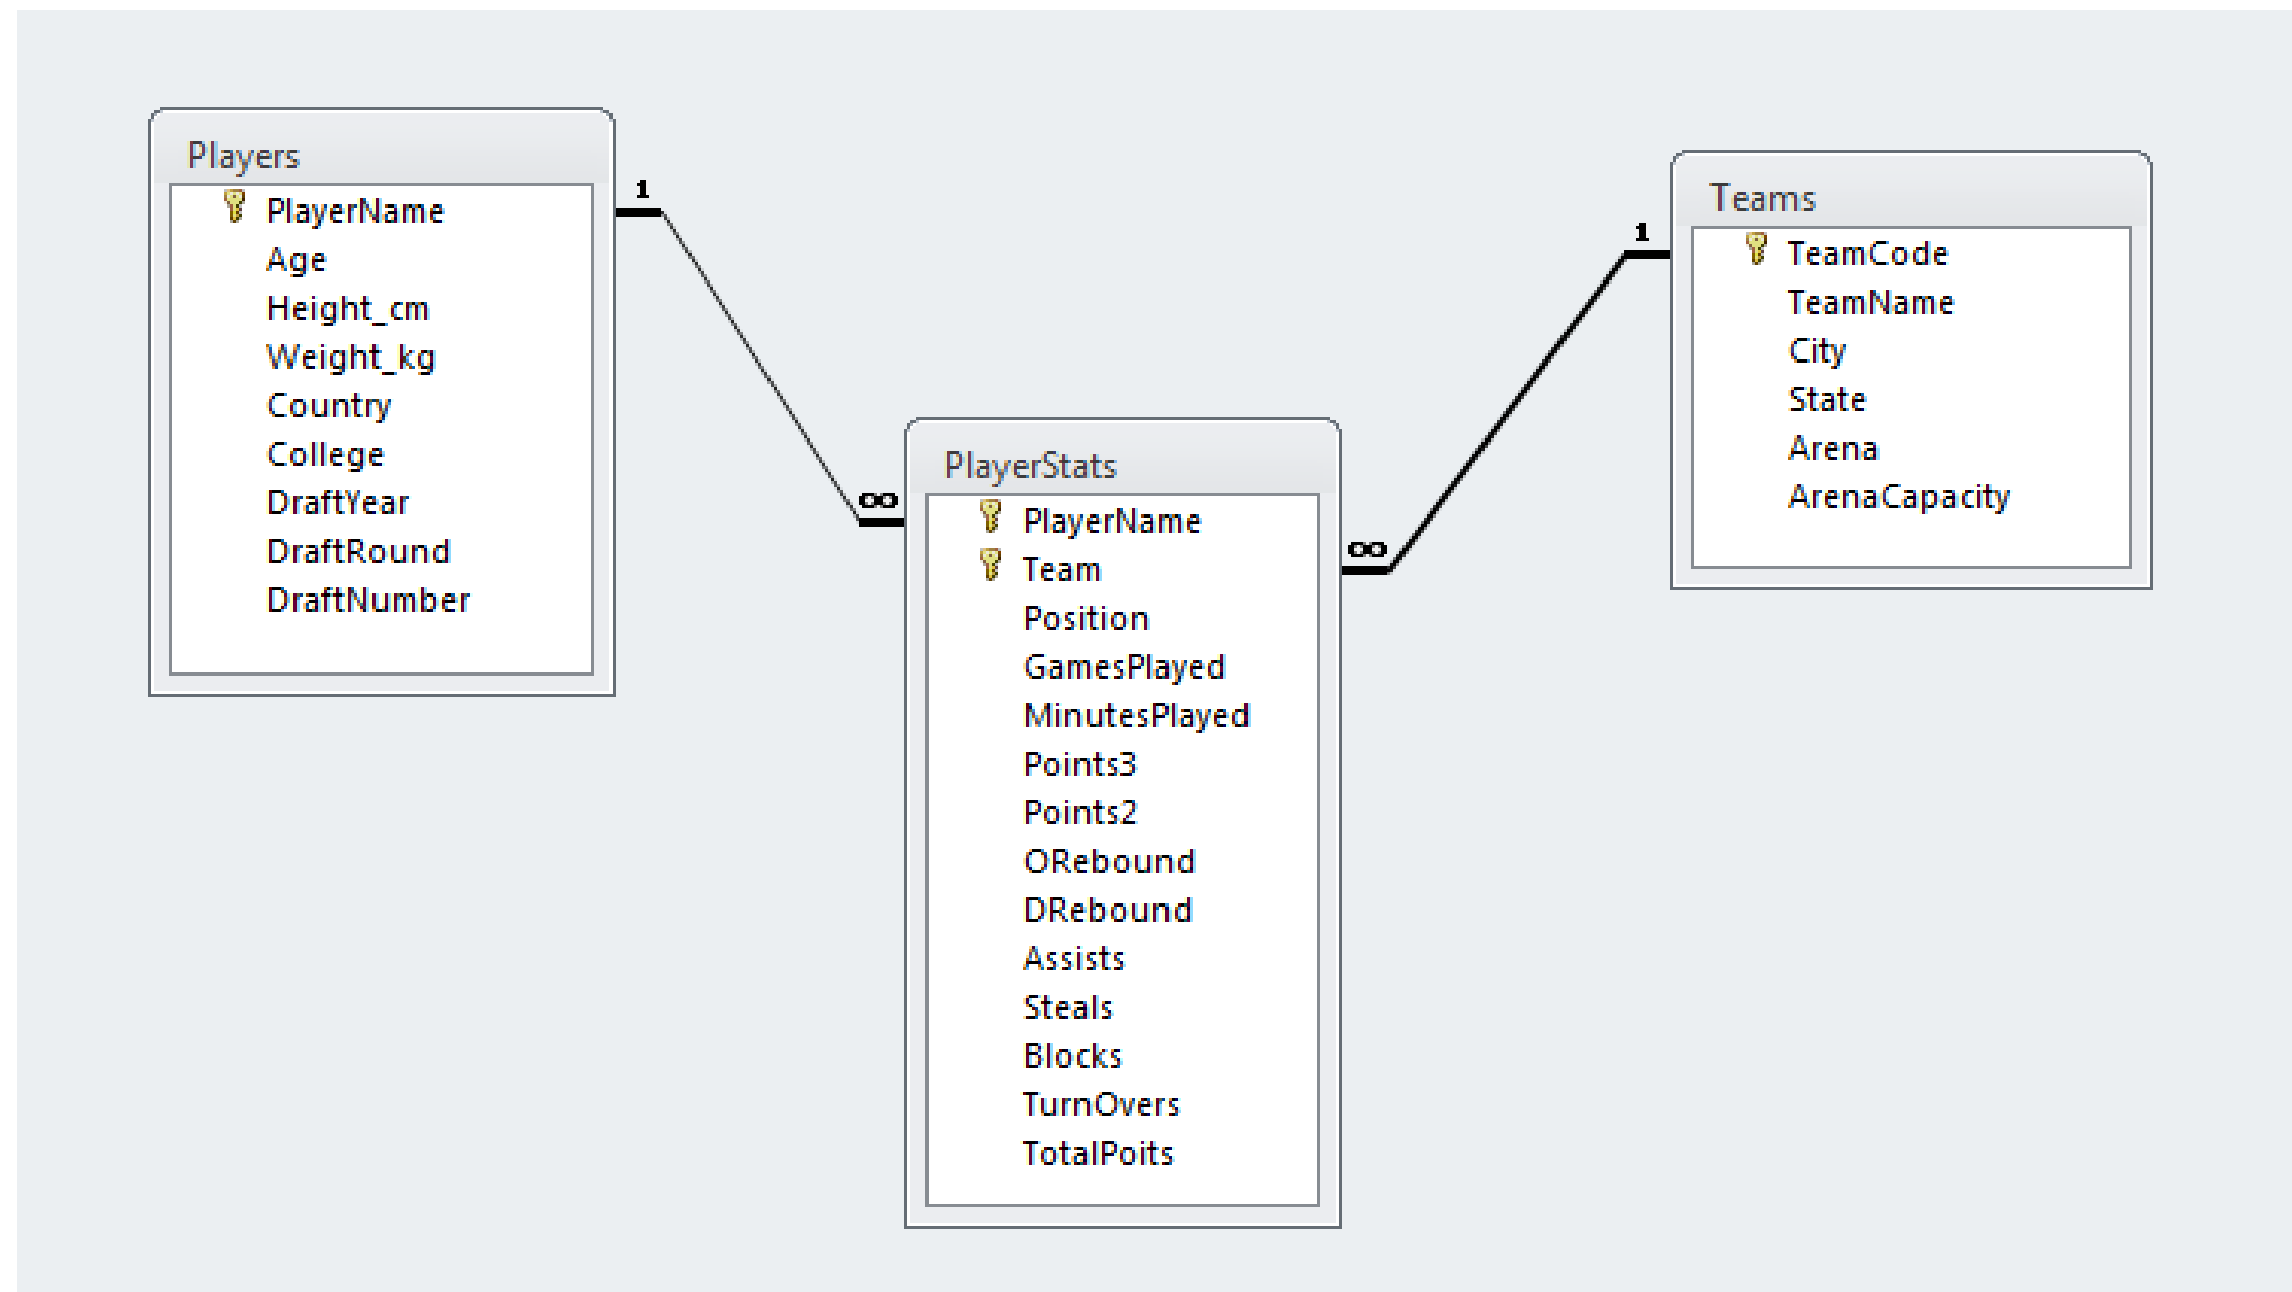 Players
PlayerName
Age
Height_cm
Weight_kg
Country
College
DraftYear
DraftRound
DraftNumber
1
∞
PlayerStats
PlayerName
Team
Position
GamesPlayed
MinutesPlayed
Points3
Points2
ORebound
DRebound
Assists
Steals
Blocks
TurnOvers
TotalPoits
∞
1
Teams
TeamCode
TeamName
City
State
Arena
ArenaCapacity